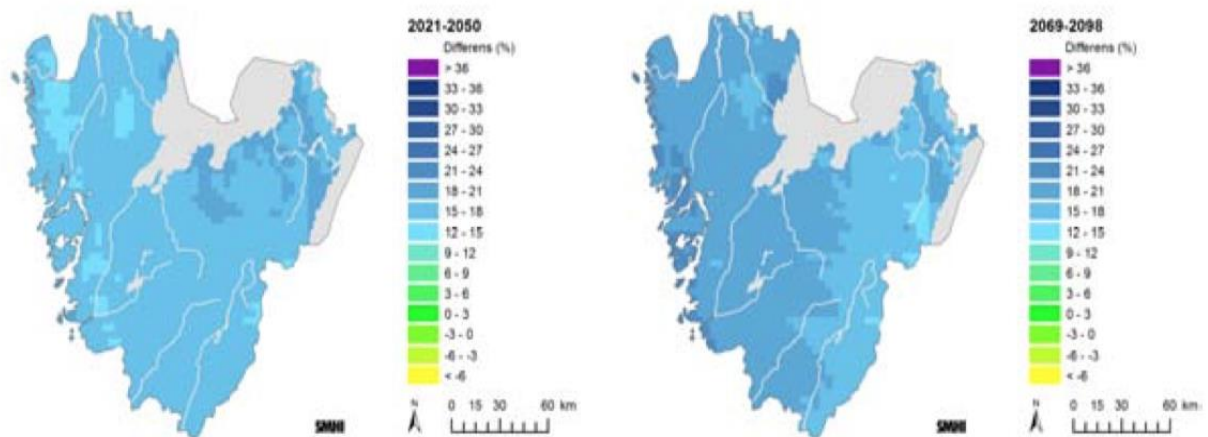 2021-2050
Differens (%)
> 36
33 - 36
30 - 33
27 - 30
24 - 27
21 - 24
18 - 21
15 - 18
12 - 15
9 - 12
6 - 9
3 - 6
0 - 3
-3 - 0
-6 - -3
< -6
N
0 15 30 60 km
SMHI
2069-2098
Differens (%)
> 36
33 - 36
30 - 33
27 - 30
24 - 27
21 - 24
18 - 21
15 - 18
12 - 15
9 - 12
6 - 9
3 - 6
0 - 3
-3 - 0
-6 - -3
< -6
N
0 15 30 60 km
SMHI